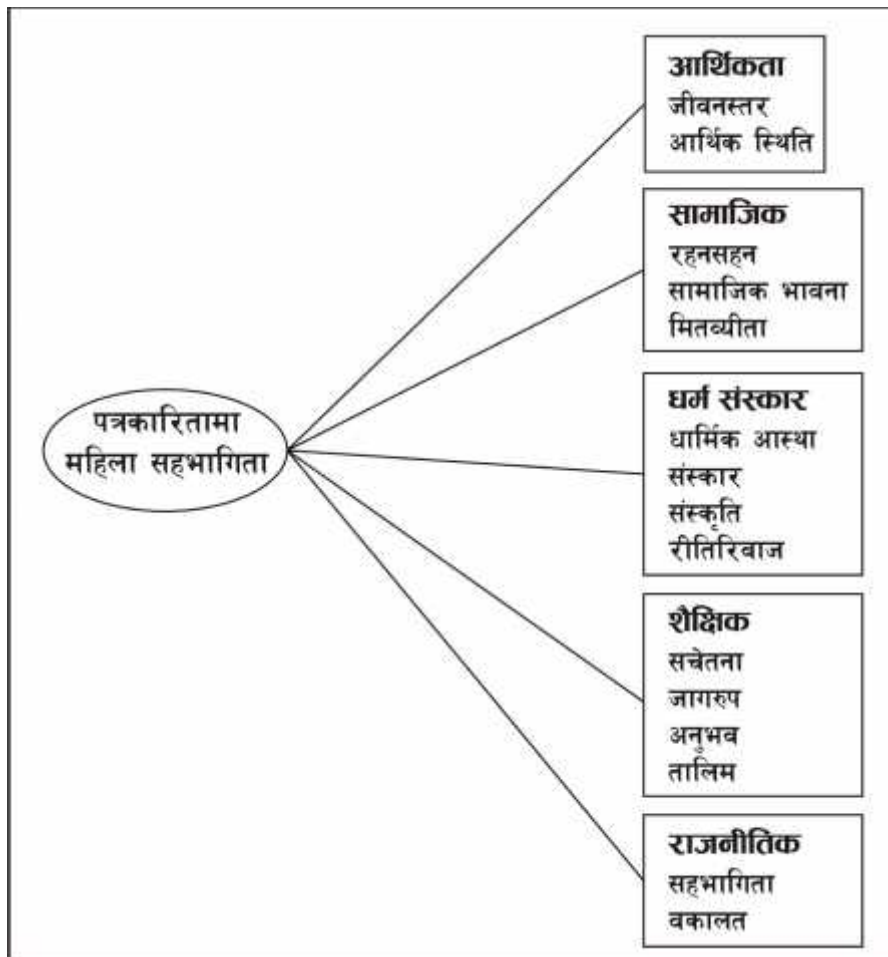 पत्रकारितामा
महिला सहभागिता
आर्थिकता
जीवनस्तर
आर्थिक स्थिति
सामाजिक
रहनसहन
सामाजिक भावना
मितव्यीता
धर्म संस्कार
धार्मिक आस्था
संस्कार
संस्कृति
रीतिरिवाज
शैक्षिक
सचेतना
जागरुप
अनुभव
तालिम
राजनीतिक
सहभागिता
वकालत